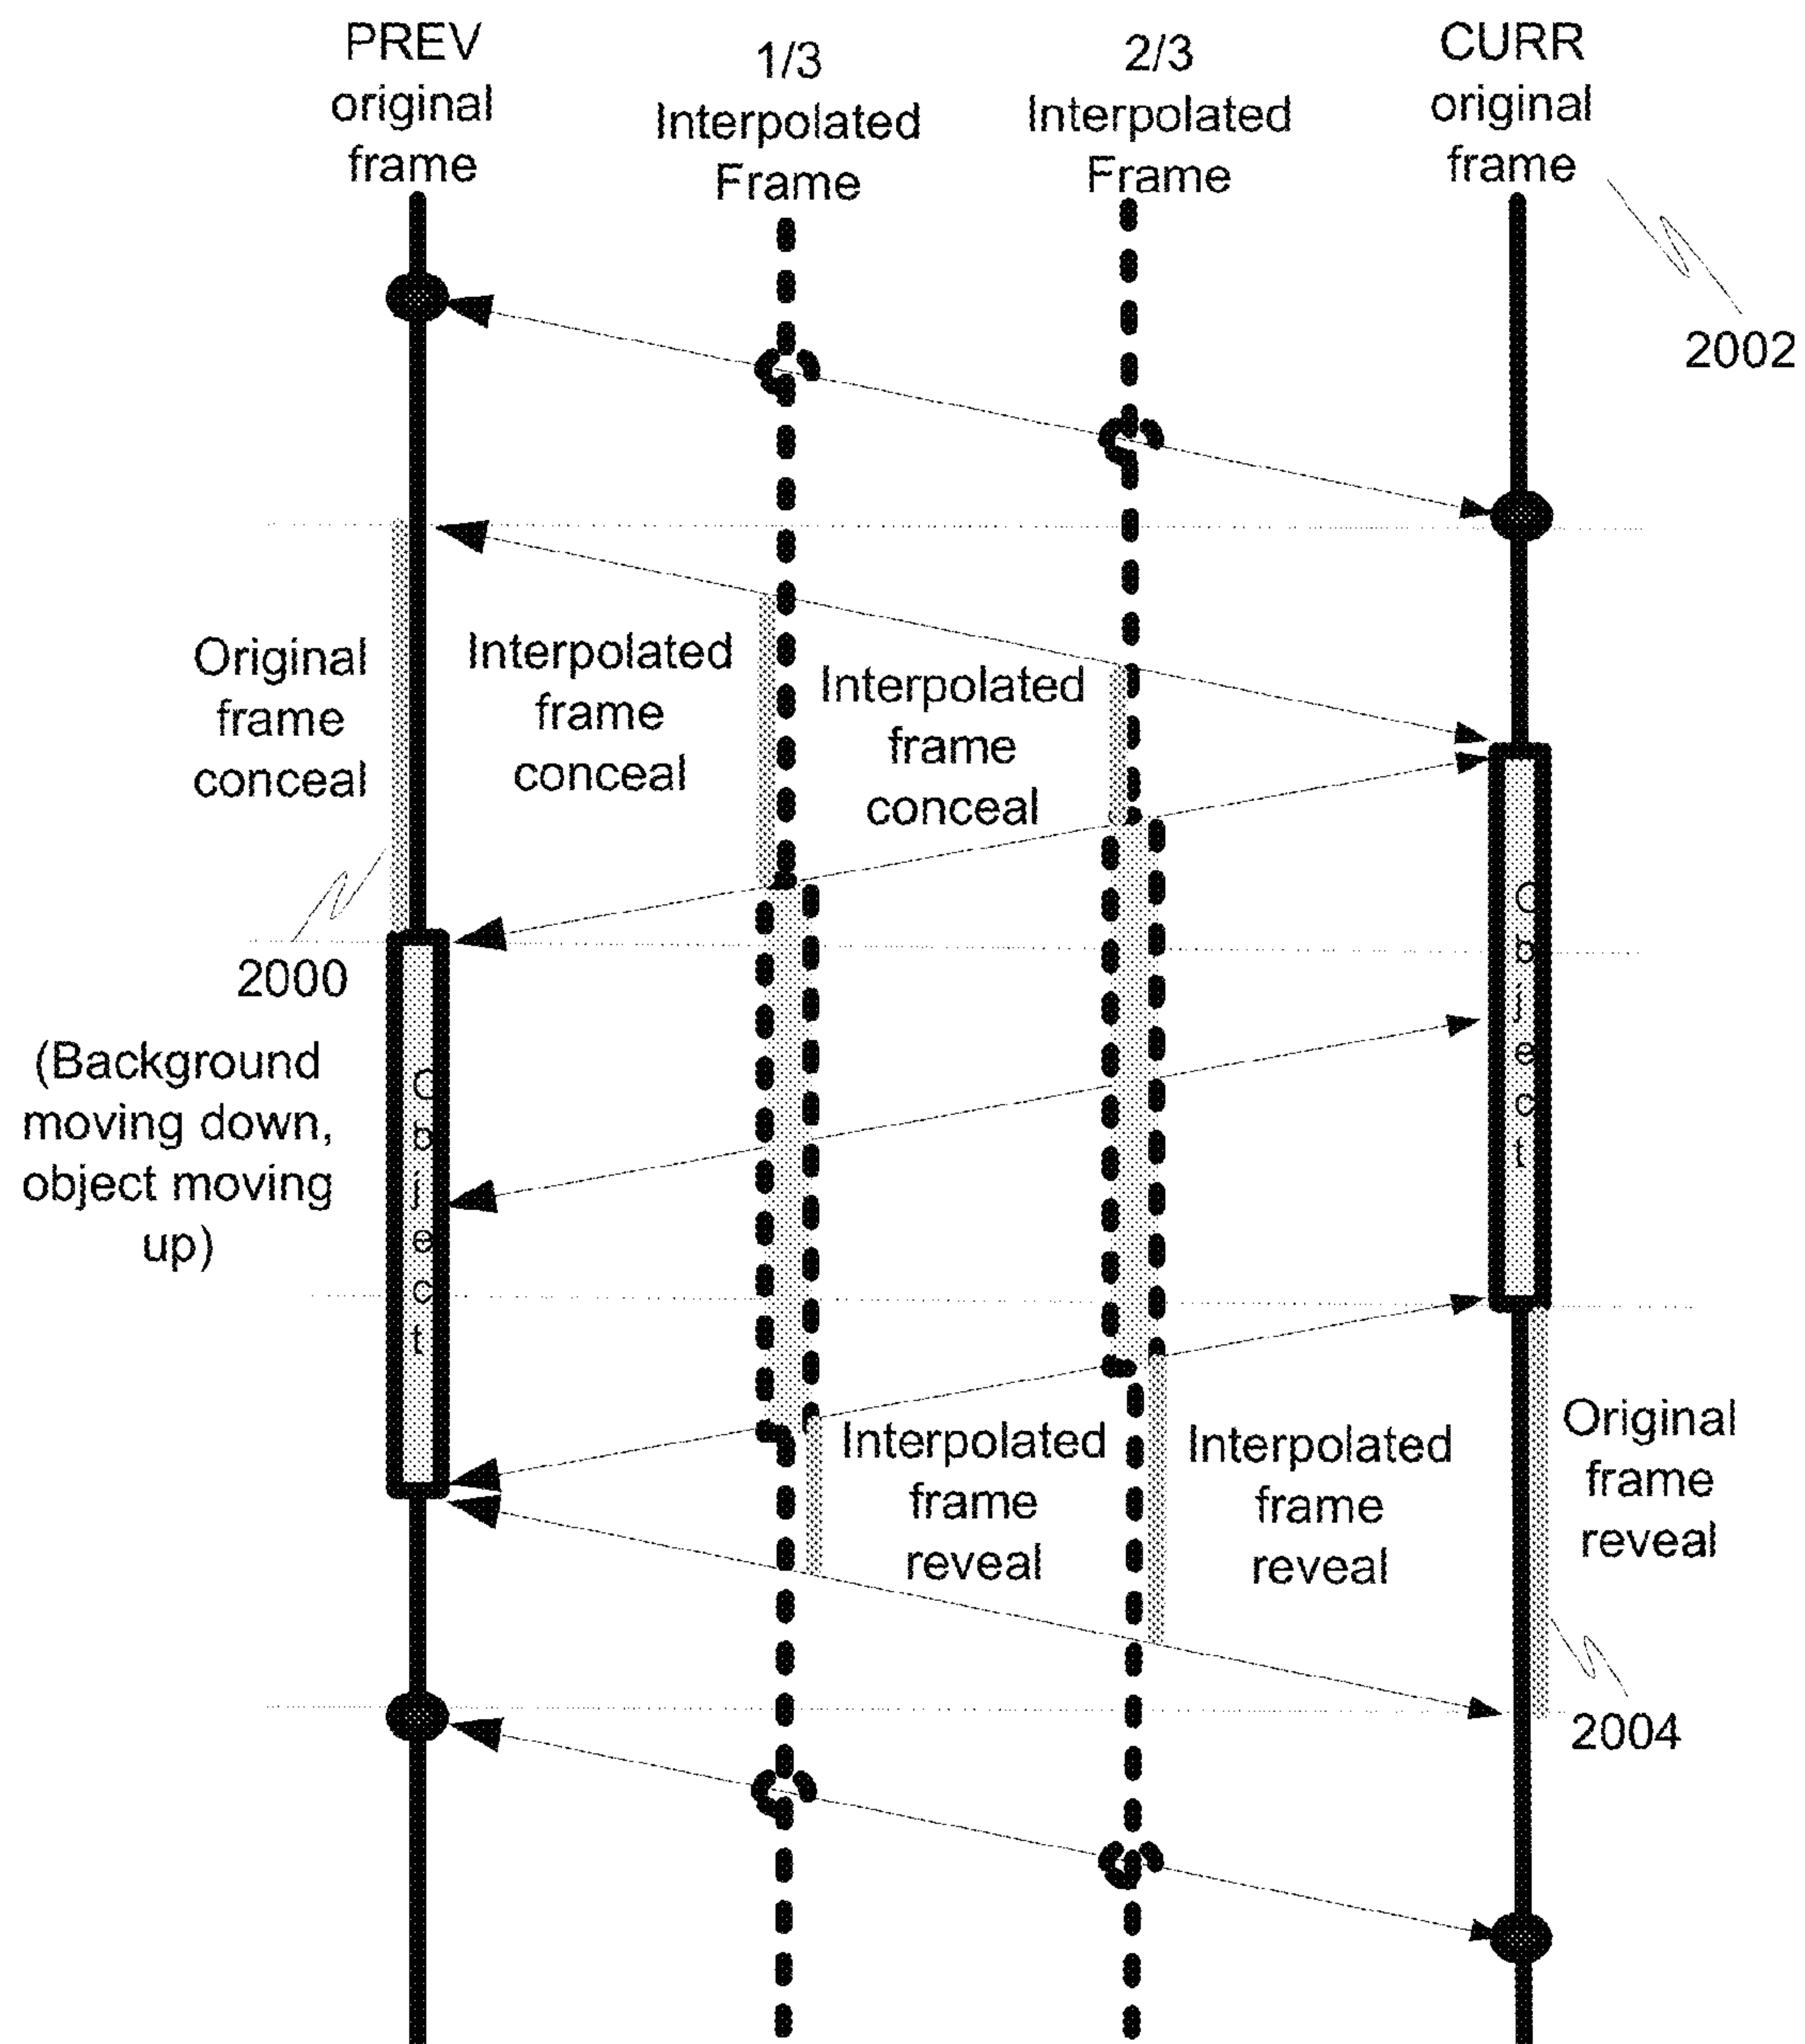 PREV
original
frame
1/3
Interpolated
Frame
2/3
Interpolated
Frame
CURR
original
frame
2002
Original
frame
conceal
Interpolated
frame
conceal
Interpolated
frame
conceal
2000
(Background
moving down,
object moving
up)
Object
Object
Interpolated
frame
reveal
Interpolated
frame
reveal
Original
frame
reveal
2004